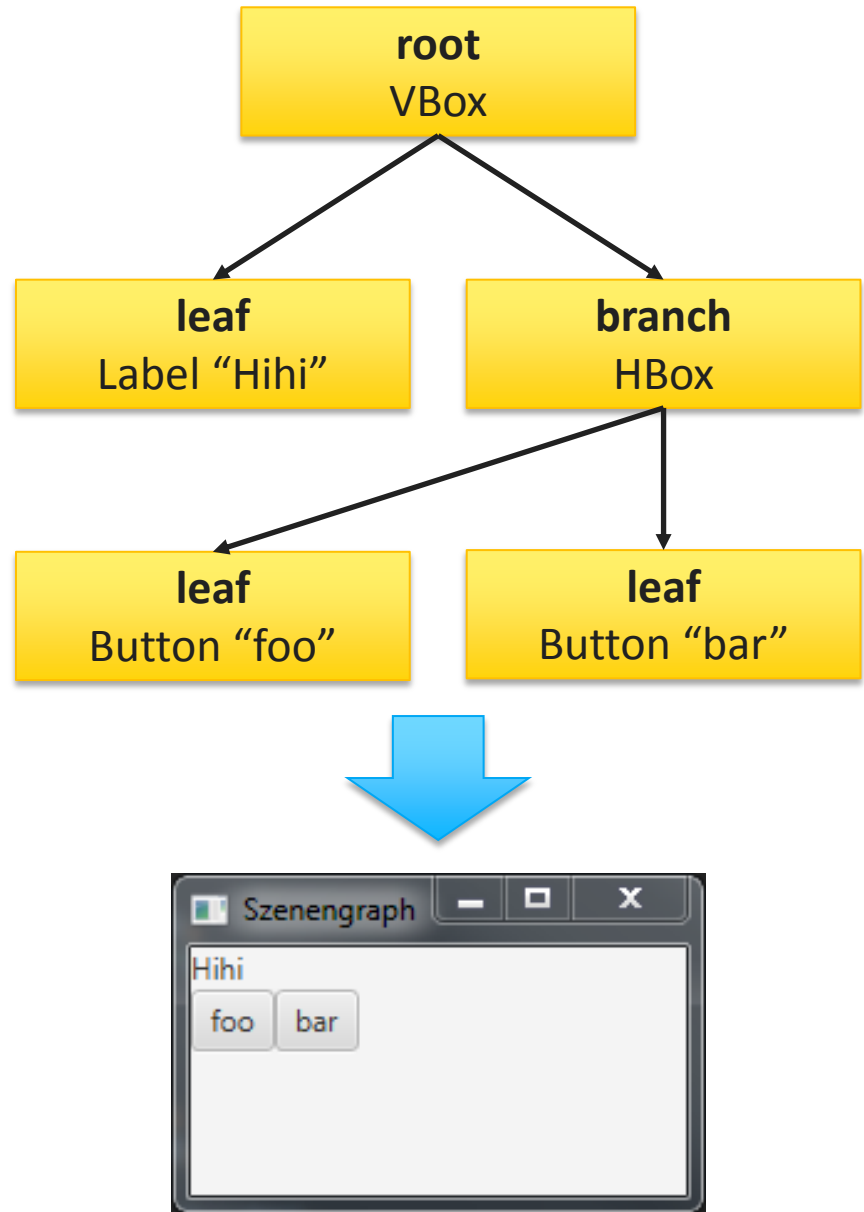 root
VBox
leaf
Label “Hihi”
branch
HBox
leaf
Button “foo”
leaf
Button “bar”
Szenengraph
Hihi
foo
bar